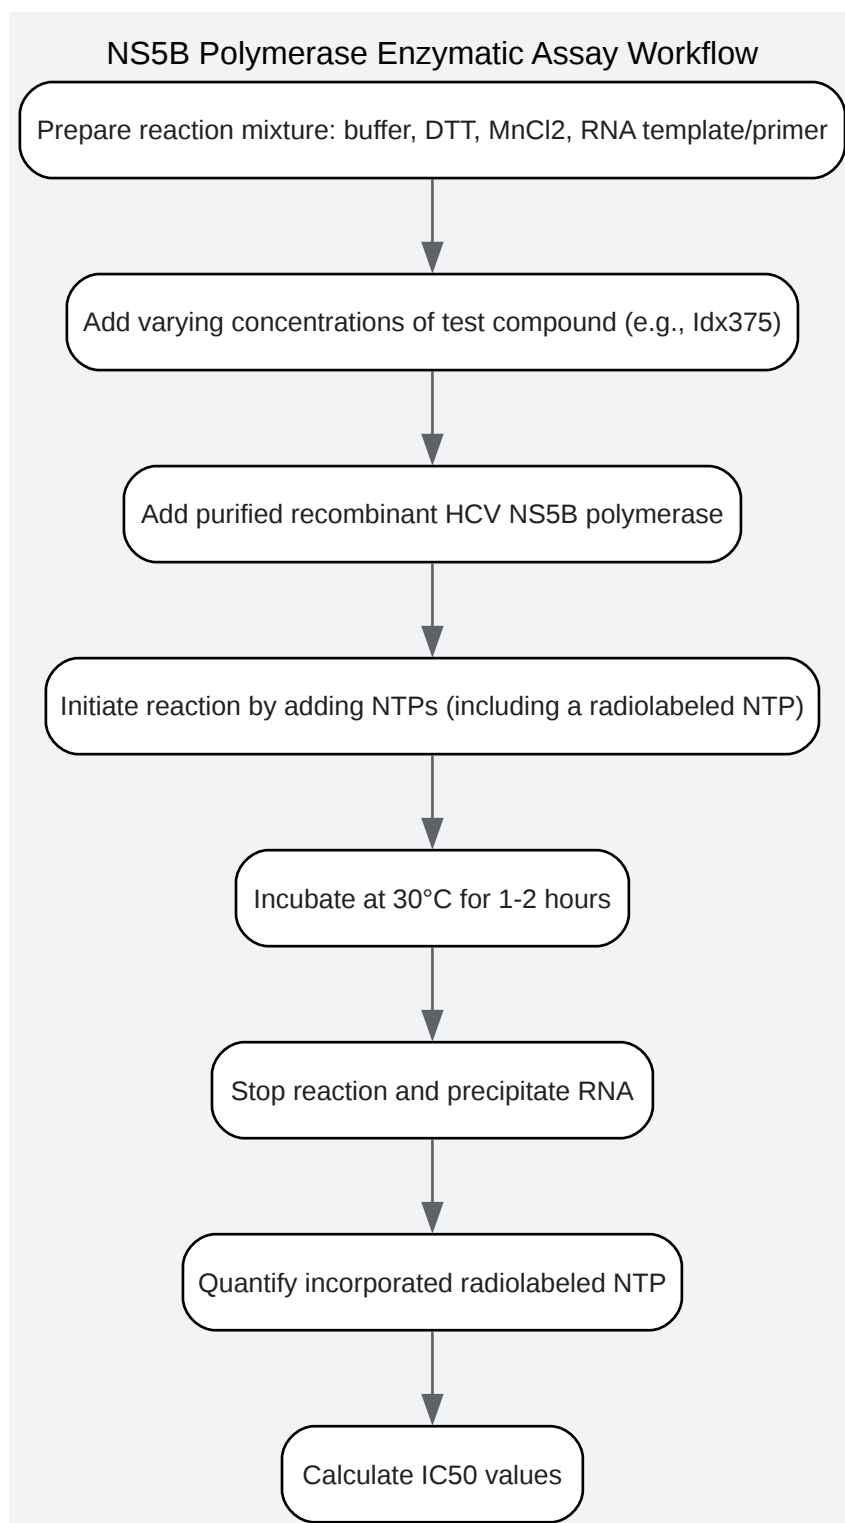 NS5B Polymerase Enzymatic Assay Workflow
Prepare reaction mixture: buffer, DTT, MnCl2, RNA template/primer
Add varying concentrations of test compound (e.g., Idx375)
Add purified recombinant HCV NS5B polymerase
Initiate reaction by adding NTPs (including a radiolabeled NTP)
Incubate at 30°C for 1-2 hours
Stop reaction and precipitate RNA
Quantify incorporated radiolabeled NTP
Calculate IC50 values